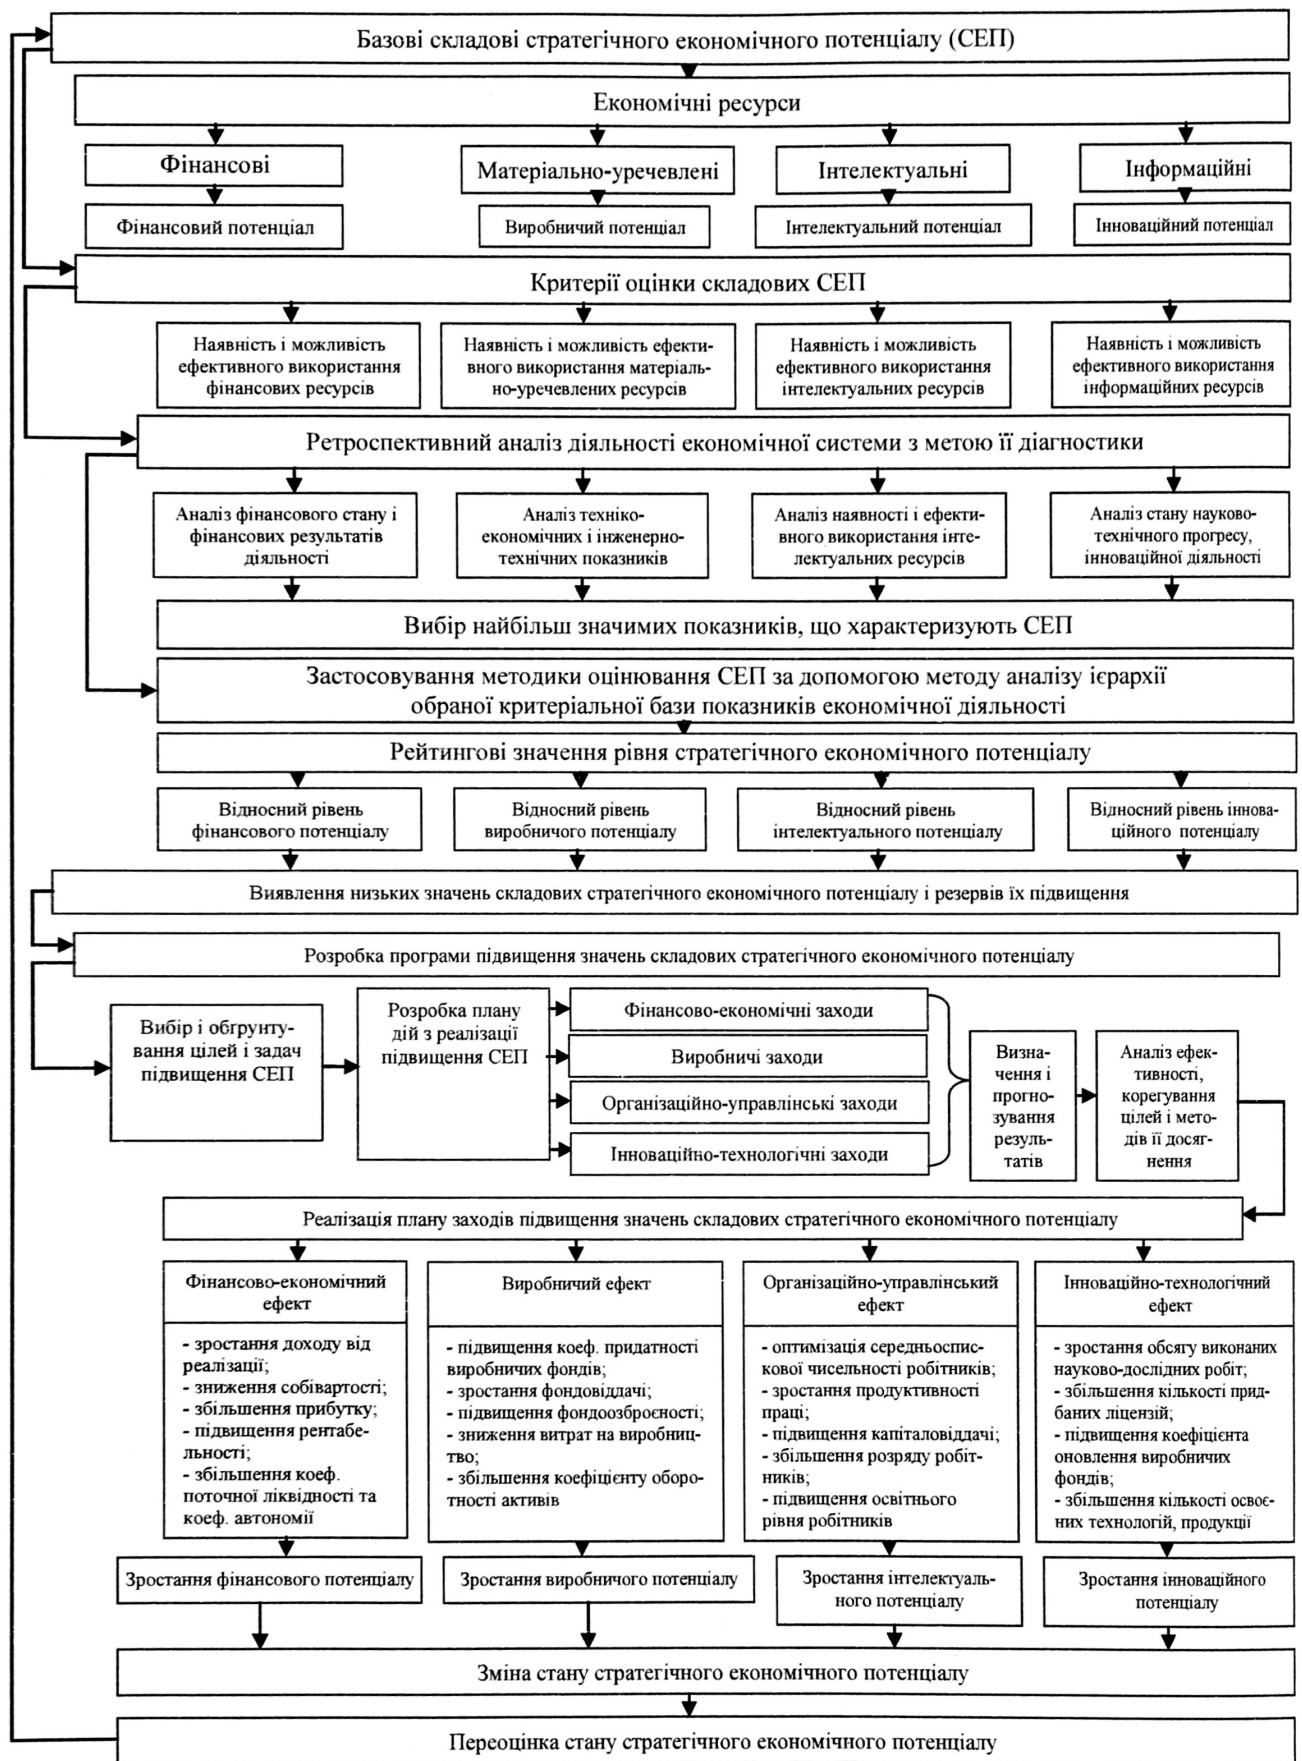 Базові складові стратегічного економічного потенціалу (СЕП)
Економічні ресурси
Фінансові
Матеріально-уречевлені
Інтелектуальні
Інформаційні
Фінансовий потенціал
Виробничий потенціал
Інтелектуальний потенціал
Інноваційний потенціал
Критерії оцінки складових СЕП
Наявність і можливість
ефективного використання
фінансових ресурсів
Наявність і можливість ефекти-
вного використання матеріаль-
но-уречевлених ресурсів
Наявність і можливість
ефективного використання
інтелектуальних ресурсів
Наявність і можливість
ефективного використання
інформаційних ресурсів
Ретроспективний аналіз діяльності економічної системи з метою її діагностики
Аналіз фінансового стану і
фінансових результатів
діяльності
Аналіз техніко-
економічних і інженерно-
технічних показників
Аналіз наявності і ефекти-
вного використання інте-
лектуальних ресурсів
Аналіз стану науково-
технічного прогресу,
інноваційної діяльності
Вибір найбільш значимих показників, що характеризують СЕП
Застосовування методики оцінювання СЕП за допомогою методу аналізу ієрархії
обраної критеріальної бази показників економічної діяльності
Рейтингові значення рівня стратегічного економічного потенціалу
Відносний рівень
фінансового потенціалу
Відносний рівень
виробничого потенціалу
Відносний рівень
інтелектуального потенціалу
Відносний рівень іннова-
ційного потенціалу
Виявлення низьких значень складових стратегічного економічного потенціалу і резервів їх підвищення
Розробка програми підвищення значень складових стратегічного економічного потенціалу
Вибір і обґрунту-
вання цілей і задач
підвищення СЕП
Розробка плану
дій з реалізації
підвищення СЕП
Фінансово-економічні заходи
Виробничі заходи
Організаційно-управлінські заходи
Інноваційно-технологічні заходи
Визна-
чення і
прогно-
зування
резуль-
татів
Аналіз ефек-
тивності,
корегування
цілей і мето-
дів її досяг-
нення
Реалізація плану заходів підвищення значень складових стратегічного економічного потенціалу
Фінансово-економічний
ефект
- зростання доходу від
реалізації;
- зниження собівартості;
- збільшення прибутку;
- підвищення рентабе-
льності;
- збільшення коеф.
поточної ліквідності та
коеф. автономії
Виробничий ефект
- підвищення коеф. придатності
виробничих фондів;
- зростання фондовіддачі;
- підвищення фондоозброєності;
- зниження витрат на виробниц-
тво;
- збільшення коефіцієнту оборо-
тності активів
Організаційно-управлінський
ефект
- оптимізація середньоспис-
кової чисельності робітників;
- зростання продуктивності
праці;
- підвищення капіталовіддачі;
- збільшення розряду робіт-
ників;
- підвищення освітнього
рівня робітників
Інноваційно-технологічний
ефект
- зростання обсягу виконаних
науково-дослідних робіт;
- збільшення кількості прид-
баних ліцензій;
- підвищення коефіцієнта
оновлення виробничих
фондів;
- збільшення кількості освоє-
них технологій, продукції
Зростання фінансового потенціалу
Зростання виробничого потенціалу
Зростання інтелектуаль-
ного потенціалу
Зростання інноваційного
потенціалу
Зміна стану стратегічного економічного потенціалу
Переоцінка стану стратегічного економічного потенціалу